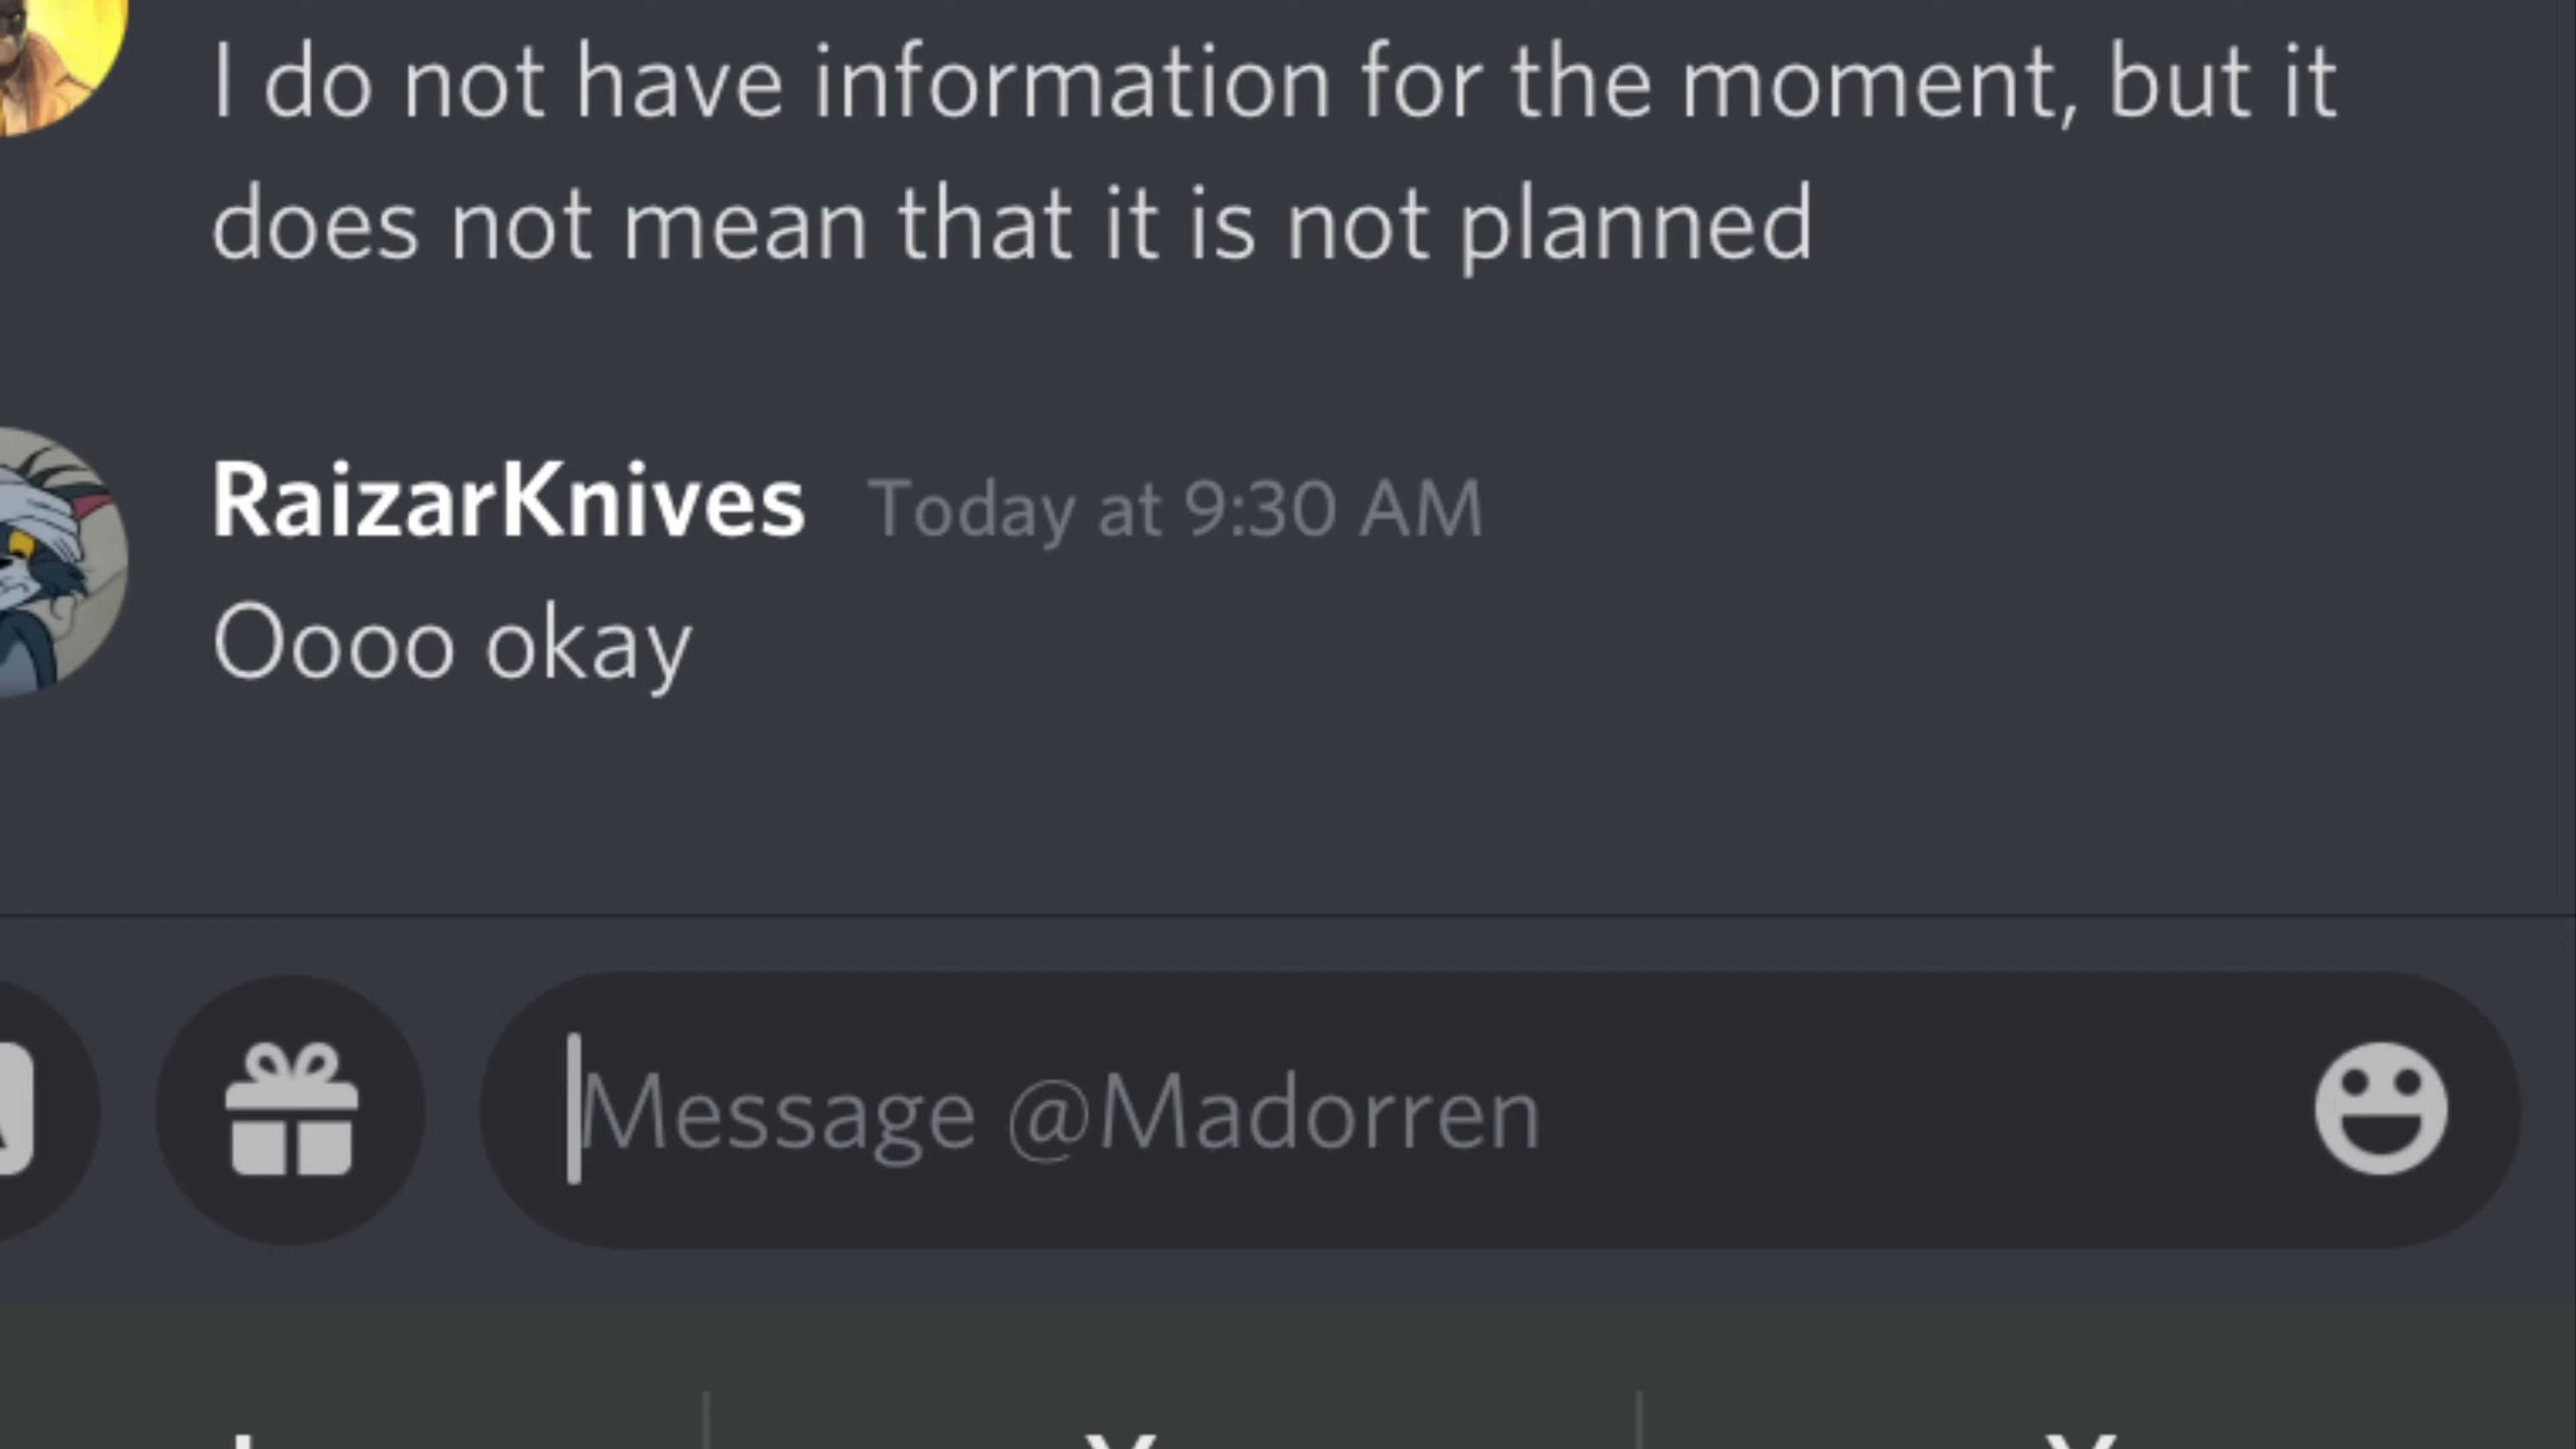 I do not have information for the moment, but it
does not mean that it is not planned
RaizarKnives Today at 9:30 AM
Oooo okay
Message @Madorren